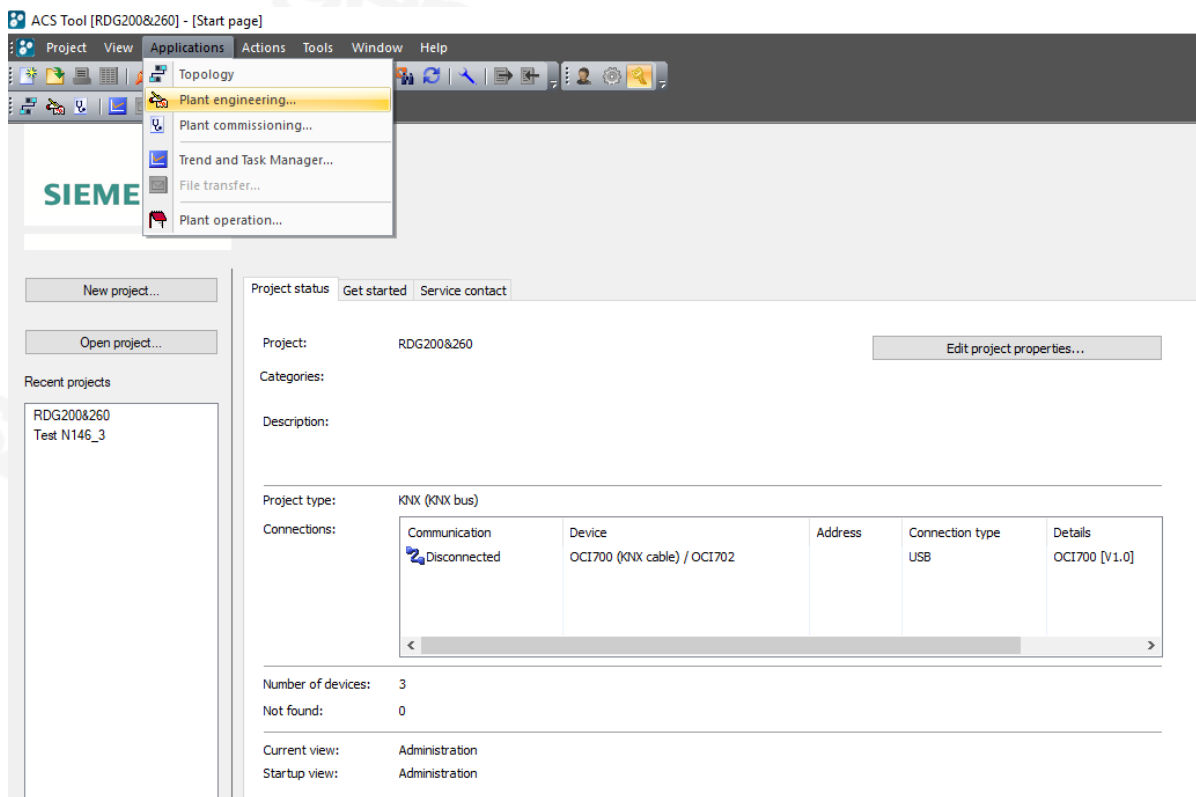 ACS Tool [RDG200&260] - [Start page]
Project View Applications Actions Tools Window Help
Topology
Plant engineering...
Plant commissioning...
Trend and Task Manager...
File transfer...
Plant operation...
SIEME
New project...
Open project...
Recent projects
RDG200&260
Test N146_3
Project status Get started Service contact
Project: RDG200&260
Edit project properties...
Categories:
Description:
Project type: KNX (KNX bus)
Connections:
Communication Device Address Connection type Details
Disconnected OCI700 (KNX cable) / OCI702 USB OCI700 [V1.0]
Number of devices: 3
Not found: 0
Current view: Administration
Startup view: Administration